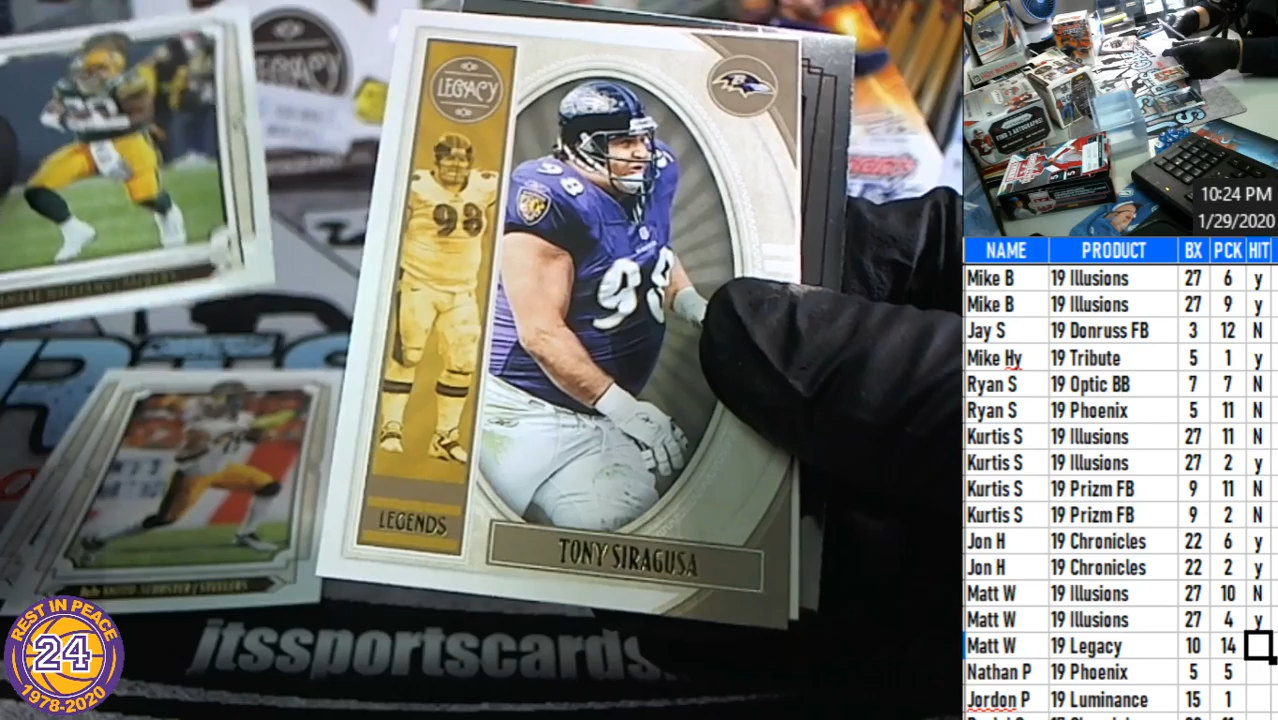 LEGACY
LEGACY
98
98
LEGENDS
TONY SIRAGUSA
SMITH-SCHUSTER / STEELERS
jtssportscards.
REST IN PEACE
24
1978-2020
10:24 PM
1/29/2020
NAME PRODUCT BX PCK HIT
Mike B 19 Illusions 27 6 y
Mike B 19 Illusions 27 9 y
Jay S 19 Donruss FB 3 12 N
Mike Hy 19 Tribute 5 1 y
Ryan S 19 Optic BB 7 7 N
Ryan S 19 Phoenix 5 11 N
Kurtis S 19 Illusions 27 11 N
Kurtis S 19 Illusions 27 2 y
Kurtis S 19 Prizm FB 9 11 N
Kurtis S 19 Prizm FB 9 2 N
Jon H 19 Chronicles 22 6 y
Jon H 19 Chronicles 22 2 y
Matt W 19 Illusions 27 10 N
Matt W 19 Illusions 27 4 y
Matt W 19 Legacy 10 14
Nathan P 19 Phoenix 5 5
Jordon P 19 Luminance 15 1